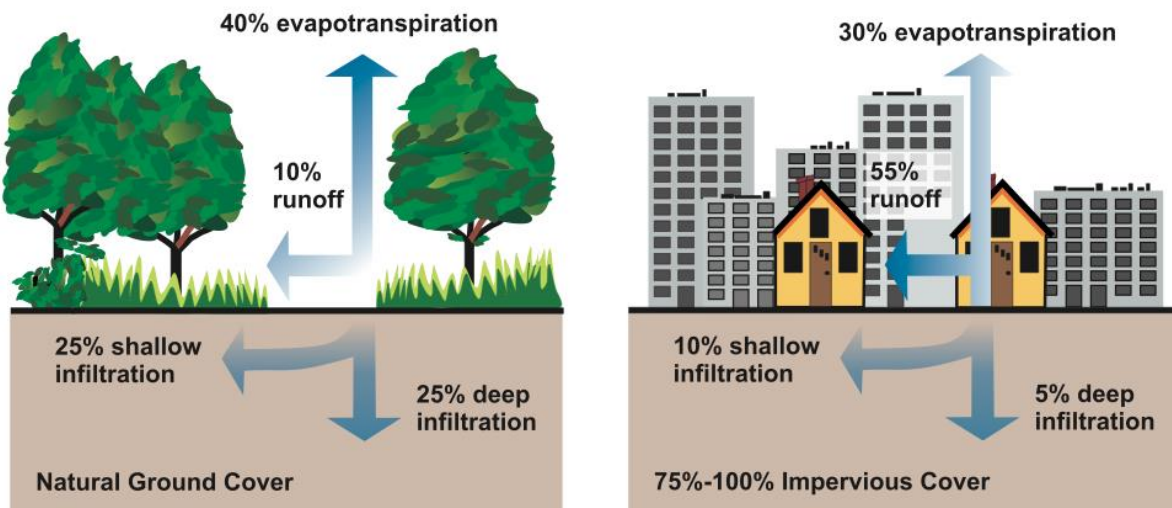 40% evapotranspiration
10%
runoff
25% shallow
infiltration
25% deep
infiltration
Natural Ground Cover
30% evapotranspiration
55%
runoff
10% shallow
infiltration
5% deep
infiltration
75%-100% Impervious Cover